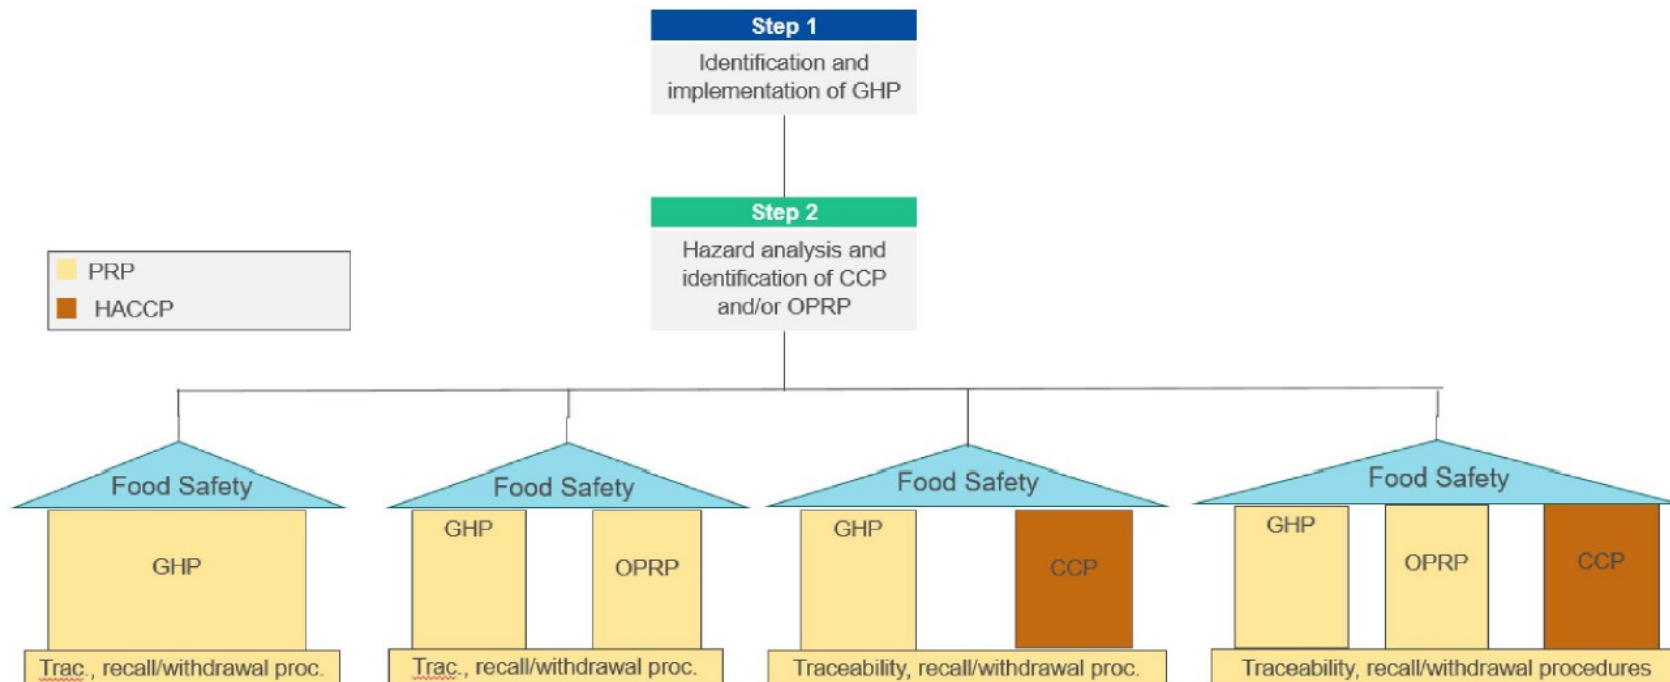 Step 1
Identification and
implementation of GHP
Step 2
Hazard analysis and
identification of CCP
and/or OPRP
PRP
HACCP
Food Safety
GHP
Trac., recall/withdrawal proc.
Food Safety
GHP
OPRP
Trac., recall/withdrawal proc.
Food Safety
GHP
CCP
Traceability, recall/withdrawal proc.
Food Safety
GHP
OPRP
CCP
Traceability, recall/withdrawal procedures